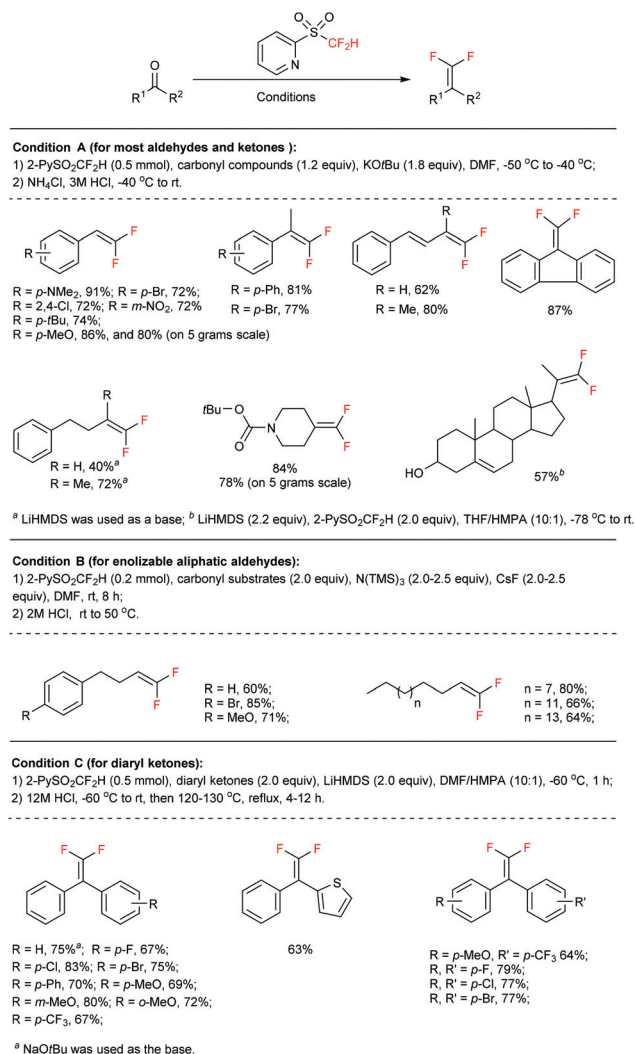 O O
S
CF2H
N
O
R1 R2
Conditions
F F
R1 R2
Condition A (for most aldehydes and ketones ):
1) 2-PySO2CF2H (0.5 mmol), carbonyl compounds (1.2 equiv), KOtBu (1.8 equiv), DMF, -50 °C to -40 °C;
2) NH4Cl, 3M HCl, -40 °C to rt.
R F F
R = p-NMe2, 91%; R = p-Br, 72%;
R = 2,4-Cl, 72%; R = m-NO2, 72%
R = p-tBu, 74%;
R = p-MeO, 86%, and 80% (on 5 grams scale)
R F F
R = p-Ph, 81%
R = p-Br, 77%
R F F
R = H, 62%
R = Me, 80%
F F
87%
R F F
R = H, 40%a
R = Me, 72%a
tBu O O N F F
84%
78% (on 5 grams scale)
HO F F
57%b
a LiHMDS was used as a base; b LiHMDS (2.2 equiv), 2-PySO2CF2H (2.0 equiv), THF/HMPA (10:1), -78 °C to rt.
Condition B (for enolizable aliphatic aldehydes):
1) 2-PySO2CF2H (0.2 mmol), carbonyl substrates (2.0 equiv), N(TMS)3 (2.0-2.5 equiv), CsF (2.0-2.5
equiv), DMF, rt, 8 h;
2) 2M HCl, rt to 50 °C.
R F F
R = H, 60%;
R = Br, 85%;
R = MeO, 71%;
n F F
n = 7, 80%;
n = 11, 66%;
n = 13, 64%;
Condition C (for diaryl ketones):
1) 2-PySO2CF2H (0.5 mmol), diaryl ketones (2.0 equiv), LiHMDS (2.0 equiv), DMF/HMPA (10:1), -60 °C, 1 h;
2) 12M HCl, -60 °C to rt, then 120-130 °C, reflux, 4-12 h.
F F R
R = H, 75%a; R = p-F, 67%;
R = p-Cl, 83%; R = p-Br, 75%;
R = p-Ph, 70%; R = p-MeO, 69%;
R = m-MeO, 80%; R = o-MeO, 72%;
R = p-CF3, 67%;
F F S
63%
F F R R'
R = p-MeO, R' = p-CF3 64%;
R, R' = p-F, 79%;
R, R' = p-Cl, 77%;
R, R' = p-Br, 77%;
a NaOtBu was used as the base.